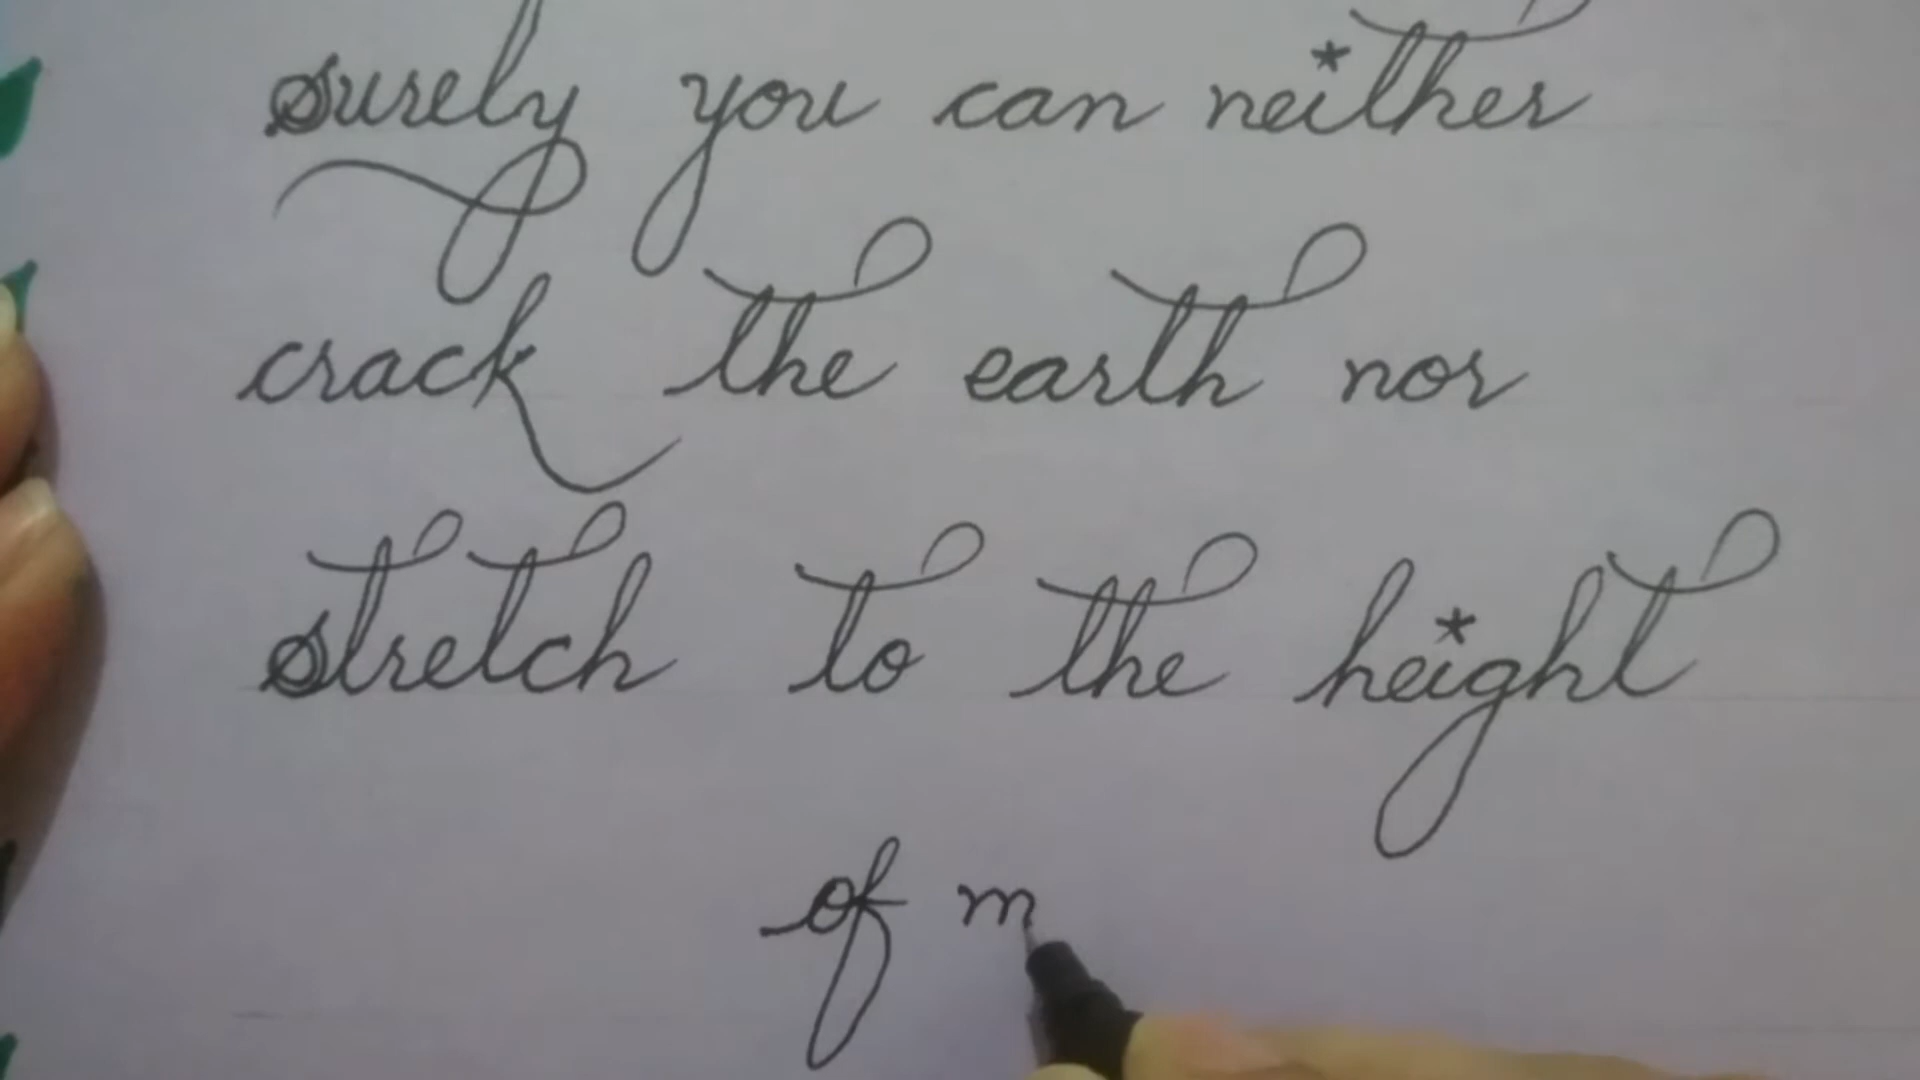 surely you can neither
crack the earth nor
stretch to the height
of m